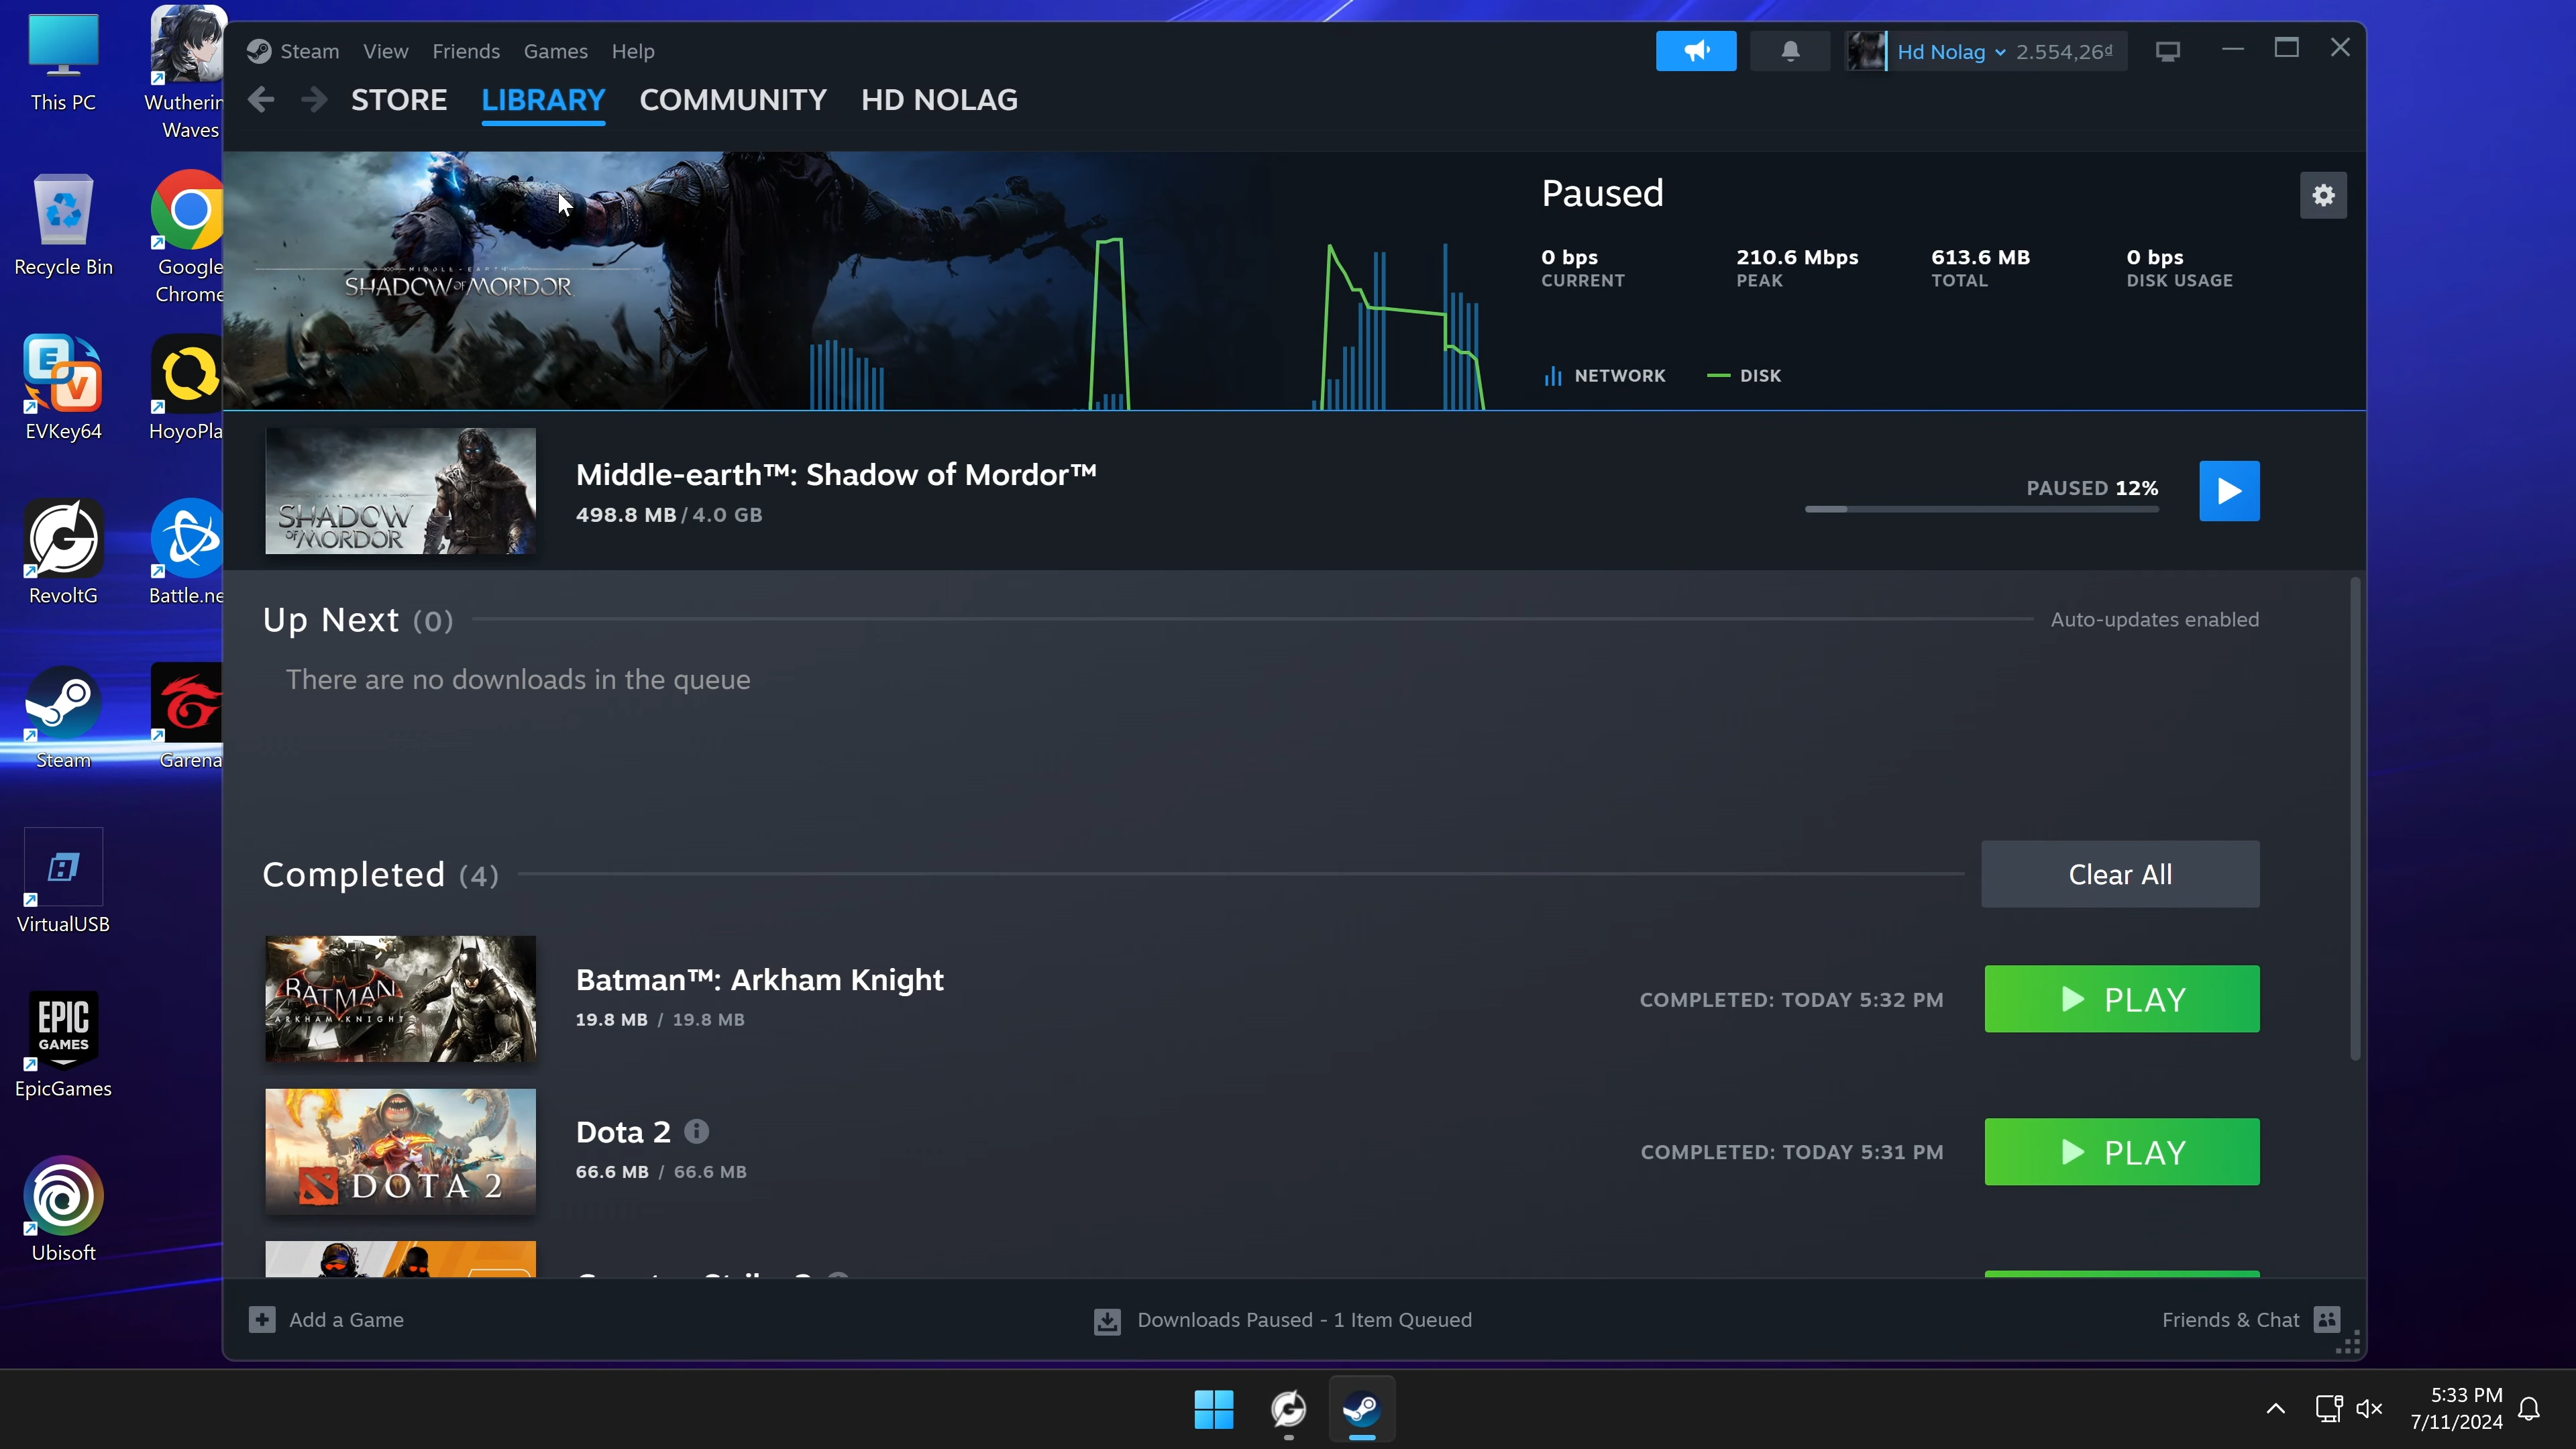 This PC
Wutherin
Waves
Recycle Bin
Google
Chrome
EVKey64
HoyoPla
RevoltG
Battle.ne
Steam
Garena
VirtualUSB
EPIC
GAMES
EpicGames
Ubisoft
Steam View Friends Games Help
Hd Nolag 2.554,26₫
STORE LIBRARY COMMUNITY HD NOLAG
MIDDLE-EARTH
SHADOW OF MORDOR
Paused
0 bps 210.6 Mbps 613.6 MB 0 bps
CURRENT PEAK TOTAL DISK USAGE
NETWORK DISK
SHADOW
OF MORDOR
Middle-earth™: Shadow of Mordor™
498.8 MB / 4.0 GB
PAUSED 12%
Up Next (0)
Auto-updates enabled
There are no downloads in the queue
Completed (4)
Clear All
BATMAN
ARKHAM KNIGHT
Batman™: Arkham Knight
19.8 MB / 19.8 MB
COMPLETED: TODAY 5:32 PM
PLAY
DOTA 2
Dota 2
66.6 MB / 66.6 MB
COMPLETED: TODAY 5:31 PM
PLAY
Add a Game
Downloads Paused - 1 Item Queued
Friends & Chat
5:33 PM
7/11/2024